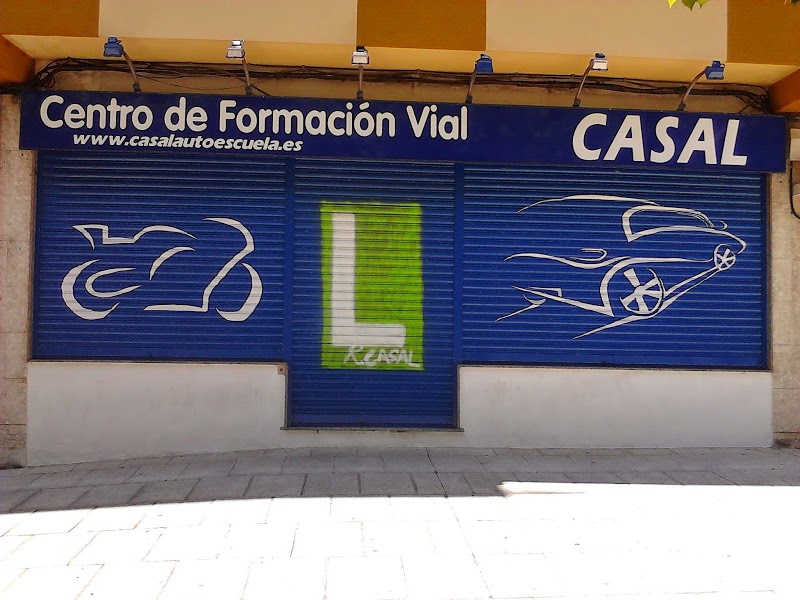 Centro de Formación Vial
www.casalautoescuela.es
CASAL
L
CASAL